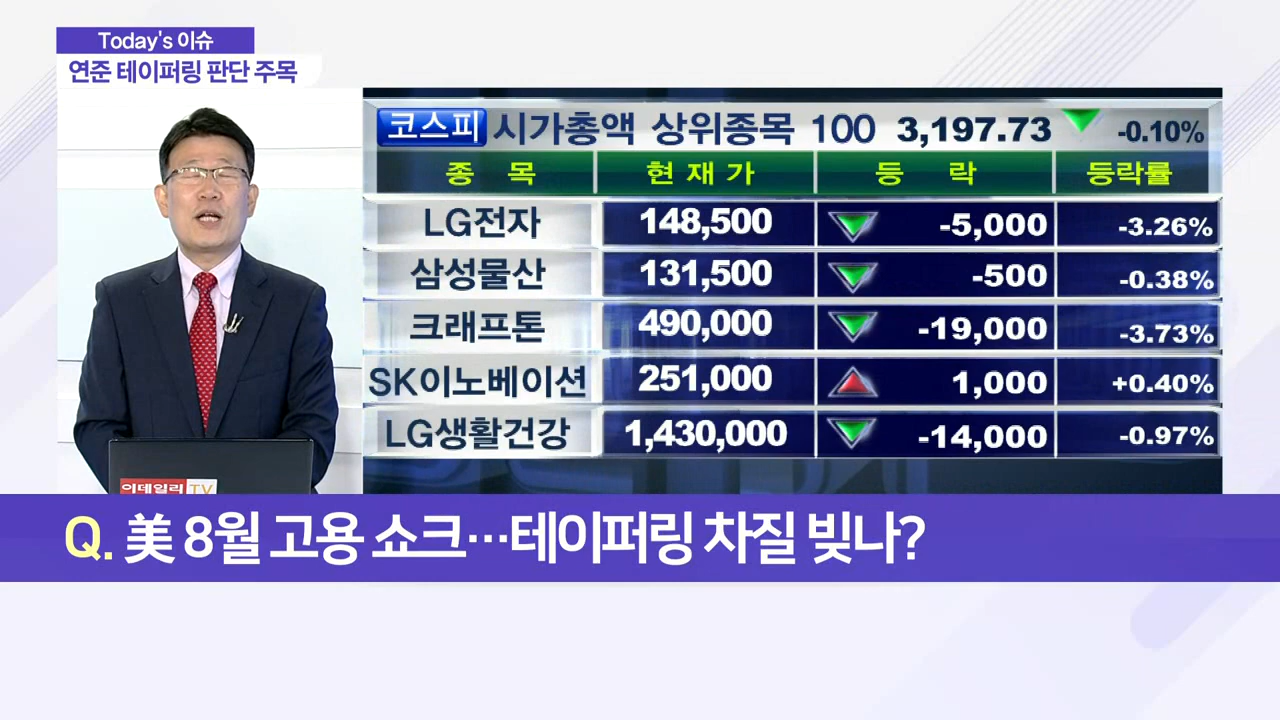 Today's 이슈
연준 테이퍼링 판단 주목
코스피 시가총액 상위종목 100 3,197.73 -0.10%
종 목 현 재 가 등 락 등락률
LG전자 148,500 -5,000 -3.26%
삼성물산 131,500 -500 -0.38%
크래프톤 490,000 -19,000 -3.73%
SK이노베이션 251,000 1,000 +0.40%
LG생활건강 1,430,000 -14,000 -0.97%
이데일리 TV
Q. 美 8월 고용 쇼크…테이퍼링 차질 빚나?